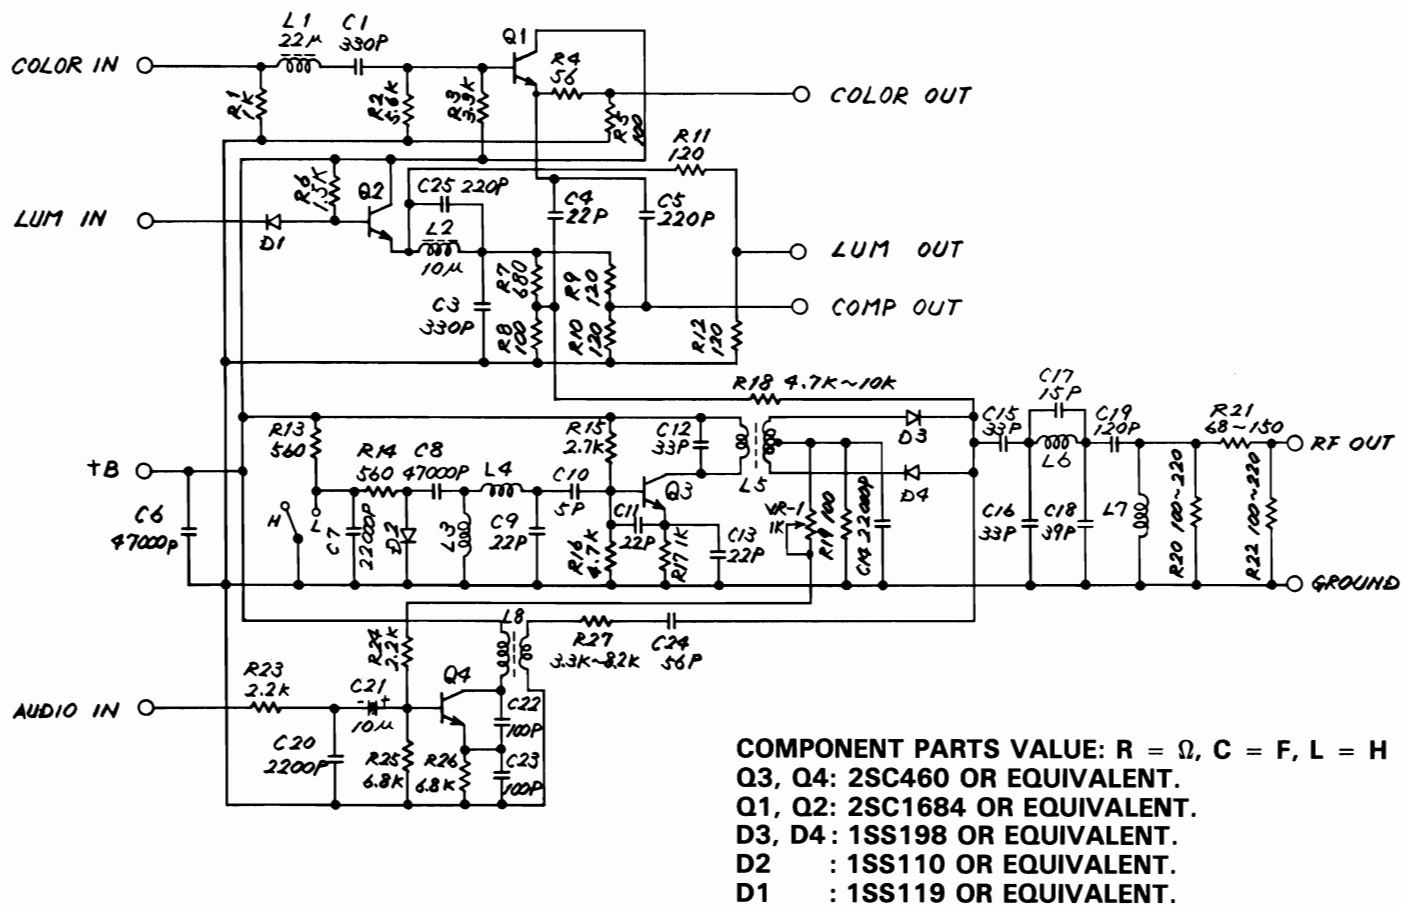 L1
22μ
C1
330P
Q1
R4
56
COLOR IN
R1
1K
R2
5.6K
R3
3.9K
R5
100
COLOR OUT
R11
120
R6
1.5K
Q2
C25 220P
C4
22P
C5
220P
LUM IN
D1
L2
10μ
LUM OUT
R7
680
R9
120
C3
330P
R8
100
R10
120
R12
120
COMP OUT
R18 4.7K~10K
C17
15P
R13
560
R15
2.7K
C12
33P
D3
C15
33P
C19
120P
R21
68~150
RF OUT
+B
R14
560
C8
47000P
L4
C10
5P
Q3
L5
D4
L6
C6
47000P
H
L
C7
22000P
D2
L3
C9
22P
C11
22P
R16
4.7K
R17 1K
C13
22P
VR-1
1K
R19 100
C14 22000P
C16
33P
C18
39P
L7
R20 100~220
R22 100~220
GROUND
L8
R24
2.2K
R27
3.3K~8.2K
C24
56P
R23
2.2K
C21
- +
10μ
Q4
AUDIO IN
C22
100P
C20
2200P
R25
6.8K
R26
6.8K
C23
100P
COMPONENT PARTS VALUE: R = Ω, C = F, L = H
Q3, Q4: 2SC460 OR EQUIVALENT.
Q1, Q2: 2SC1684 OR EQUIVALENT.
D3, D4: 1SS198 OR EQUIVALENT.
D2 : 1SS110 OR EQUIVALENT.
D1 : 1SS119 OR EQUIVALENT.